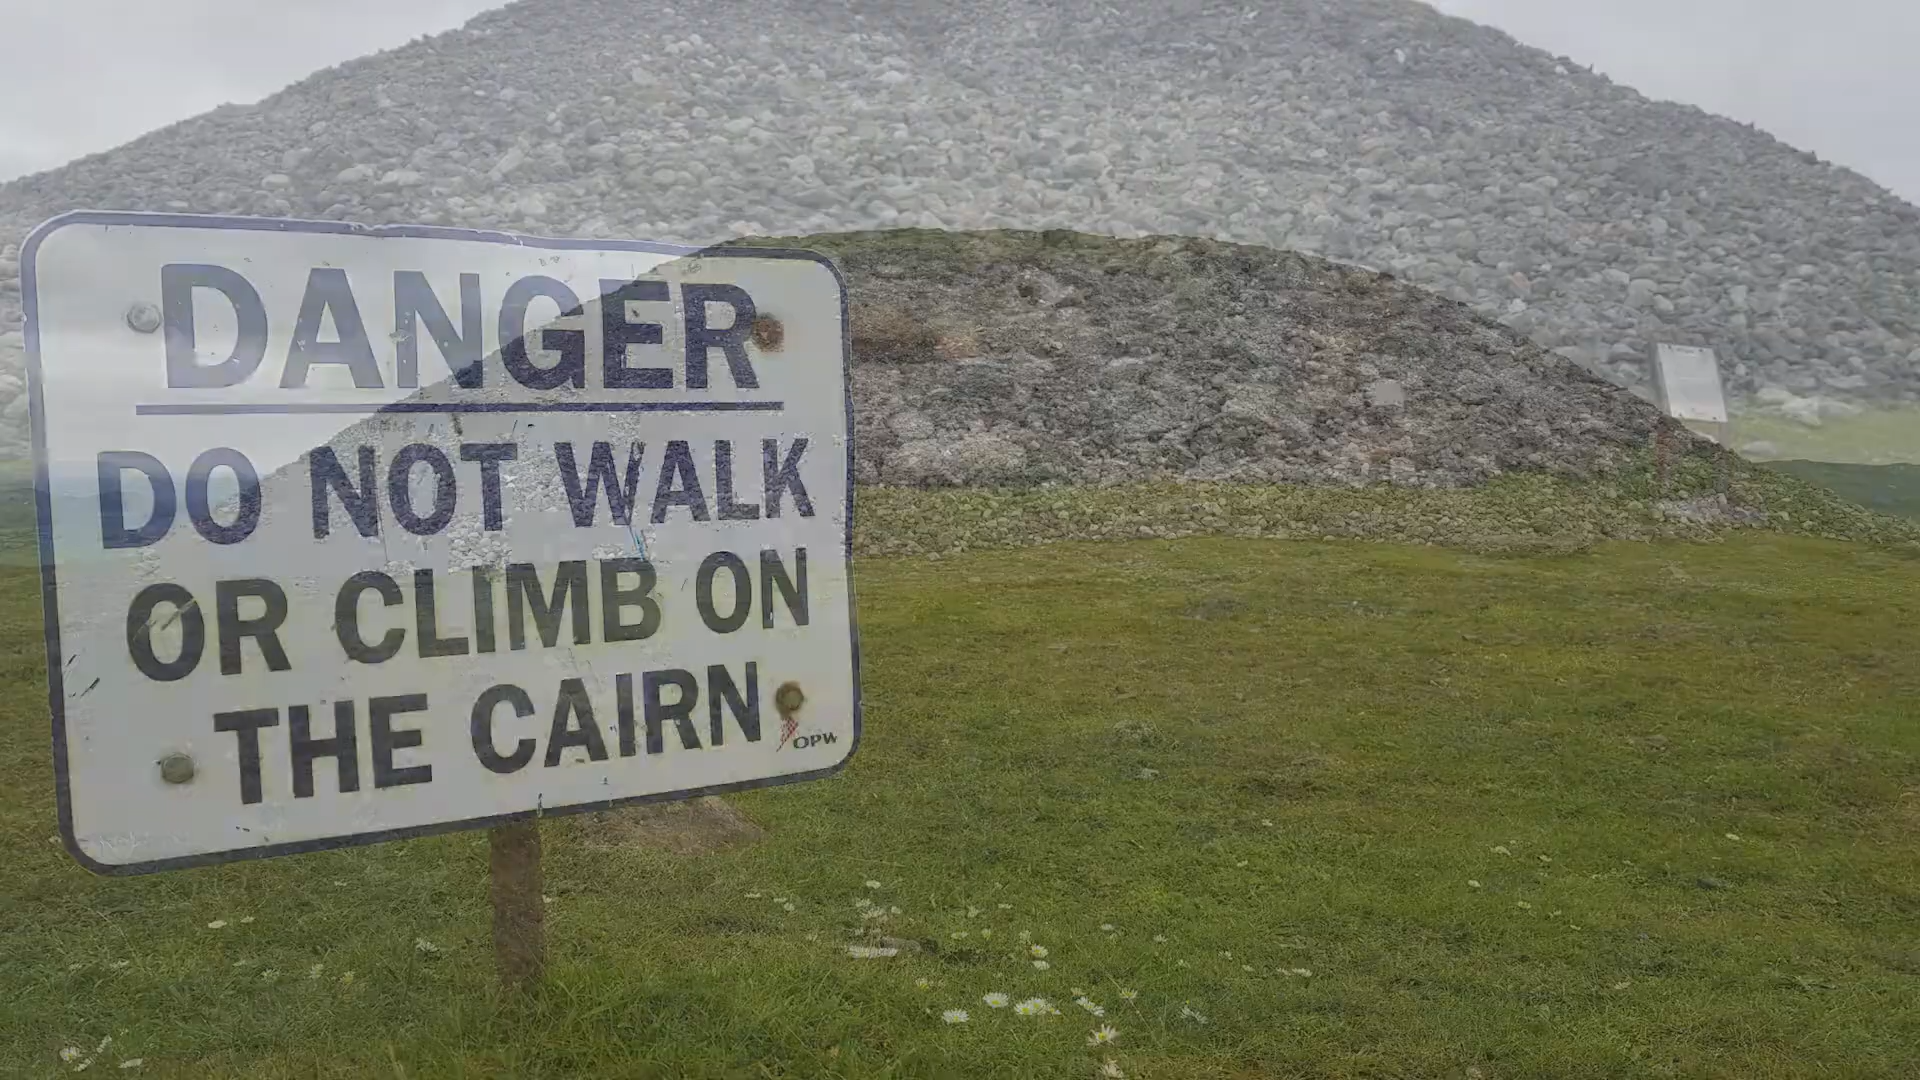 DANGER
DO NOT WALK
OR CLIMB ON
THE CAIRN
OPW